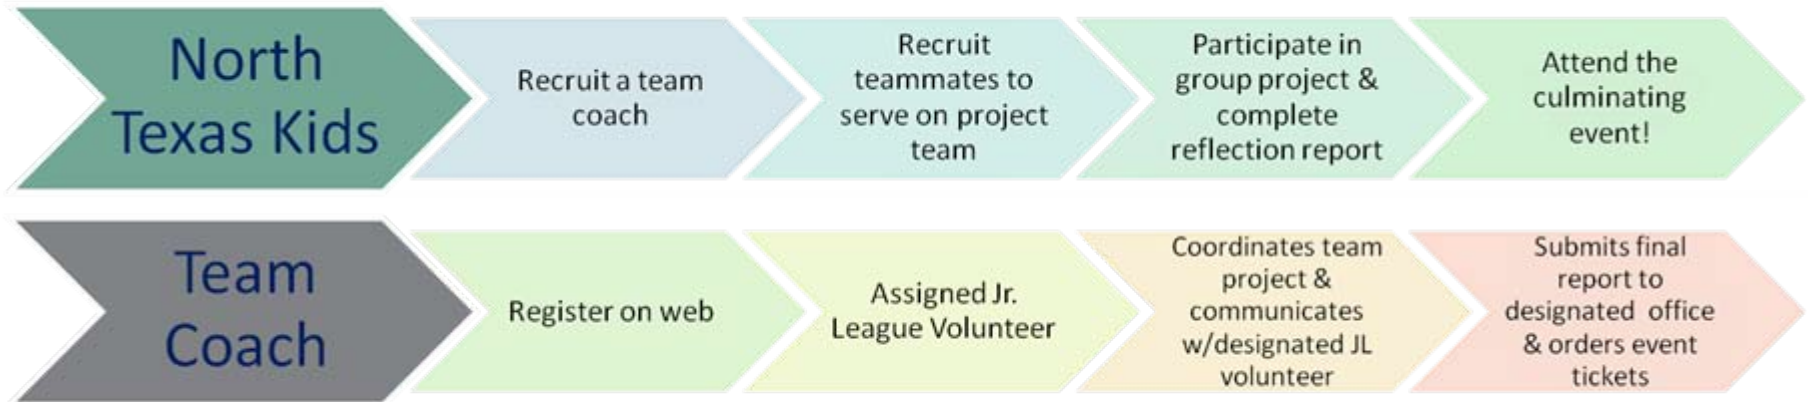 North
Texas Kids
Recruit a team
coach
Recruit
teammates to
serve on project
team
Participate in
group project &
complete
reflection report
Attend the
culminating
event!
Team
Coach
Register on web
Assigned Jr.
League Volunteer
Coordinates team
project &
communicates
w/designated JL
volunteer
Submits final
report to
designated office
& orders event
tickets